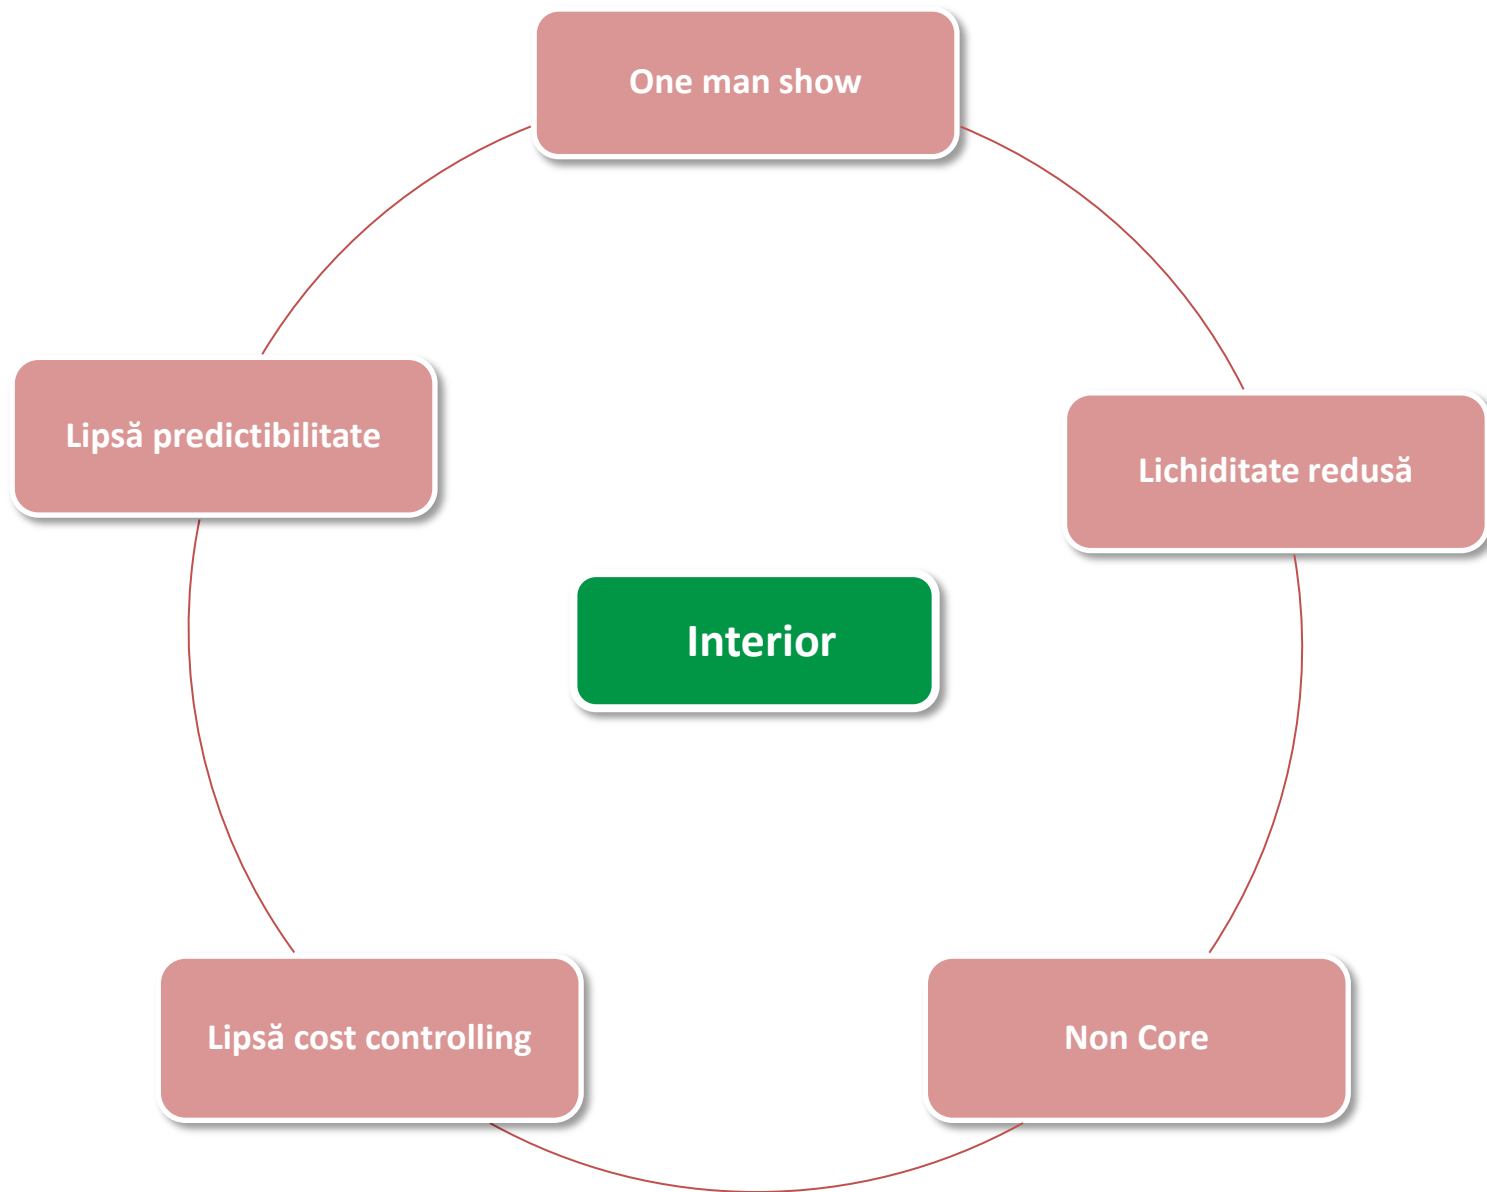 One man show
Lipsă predictibilitate
Lichiditate redusă
Interior
Lipsă cost controlling
Non Core